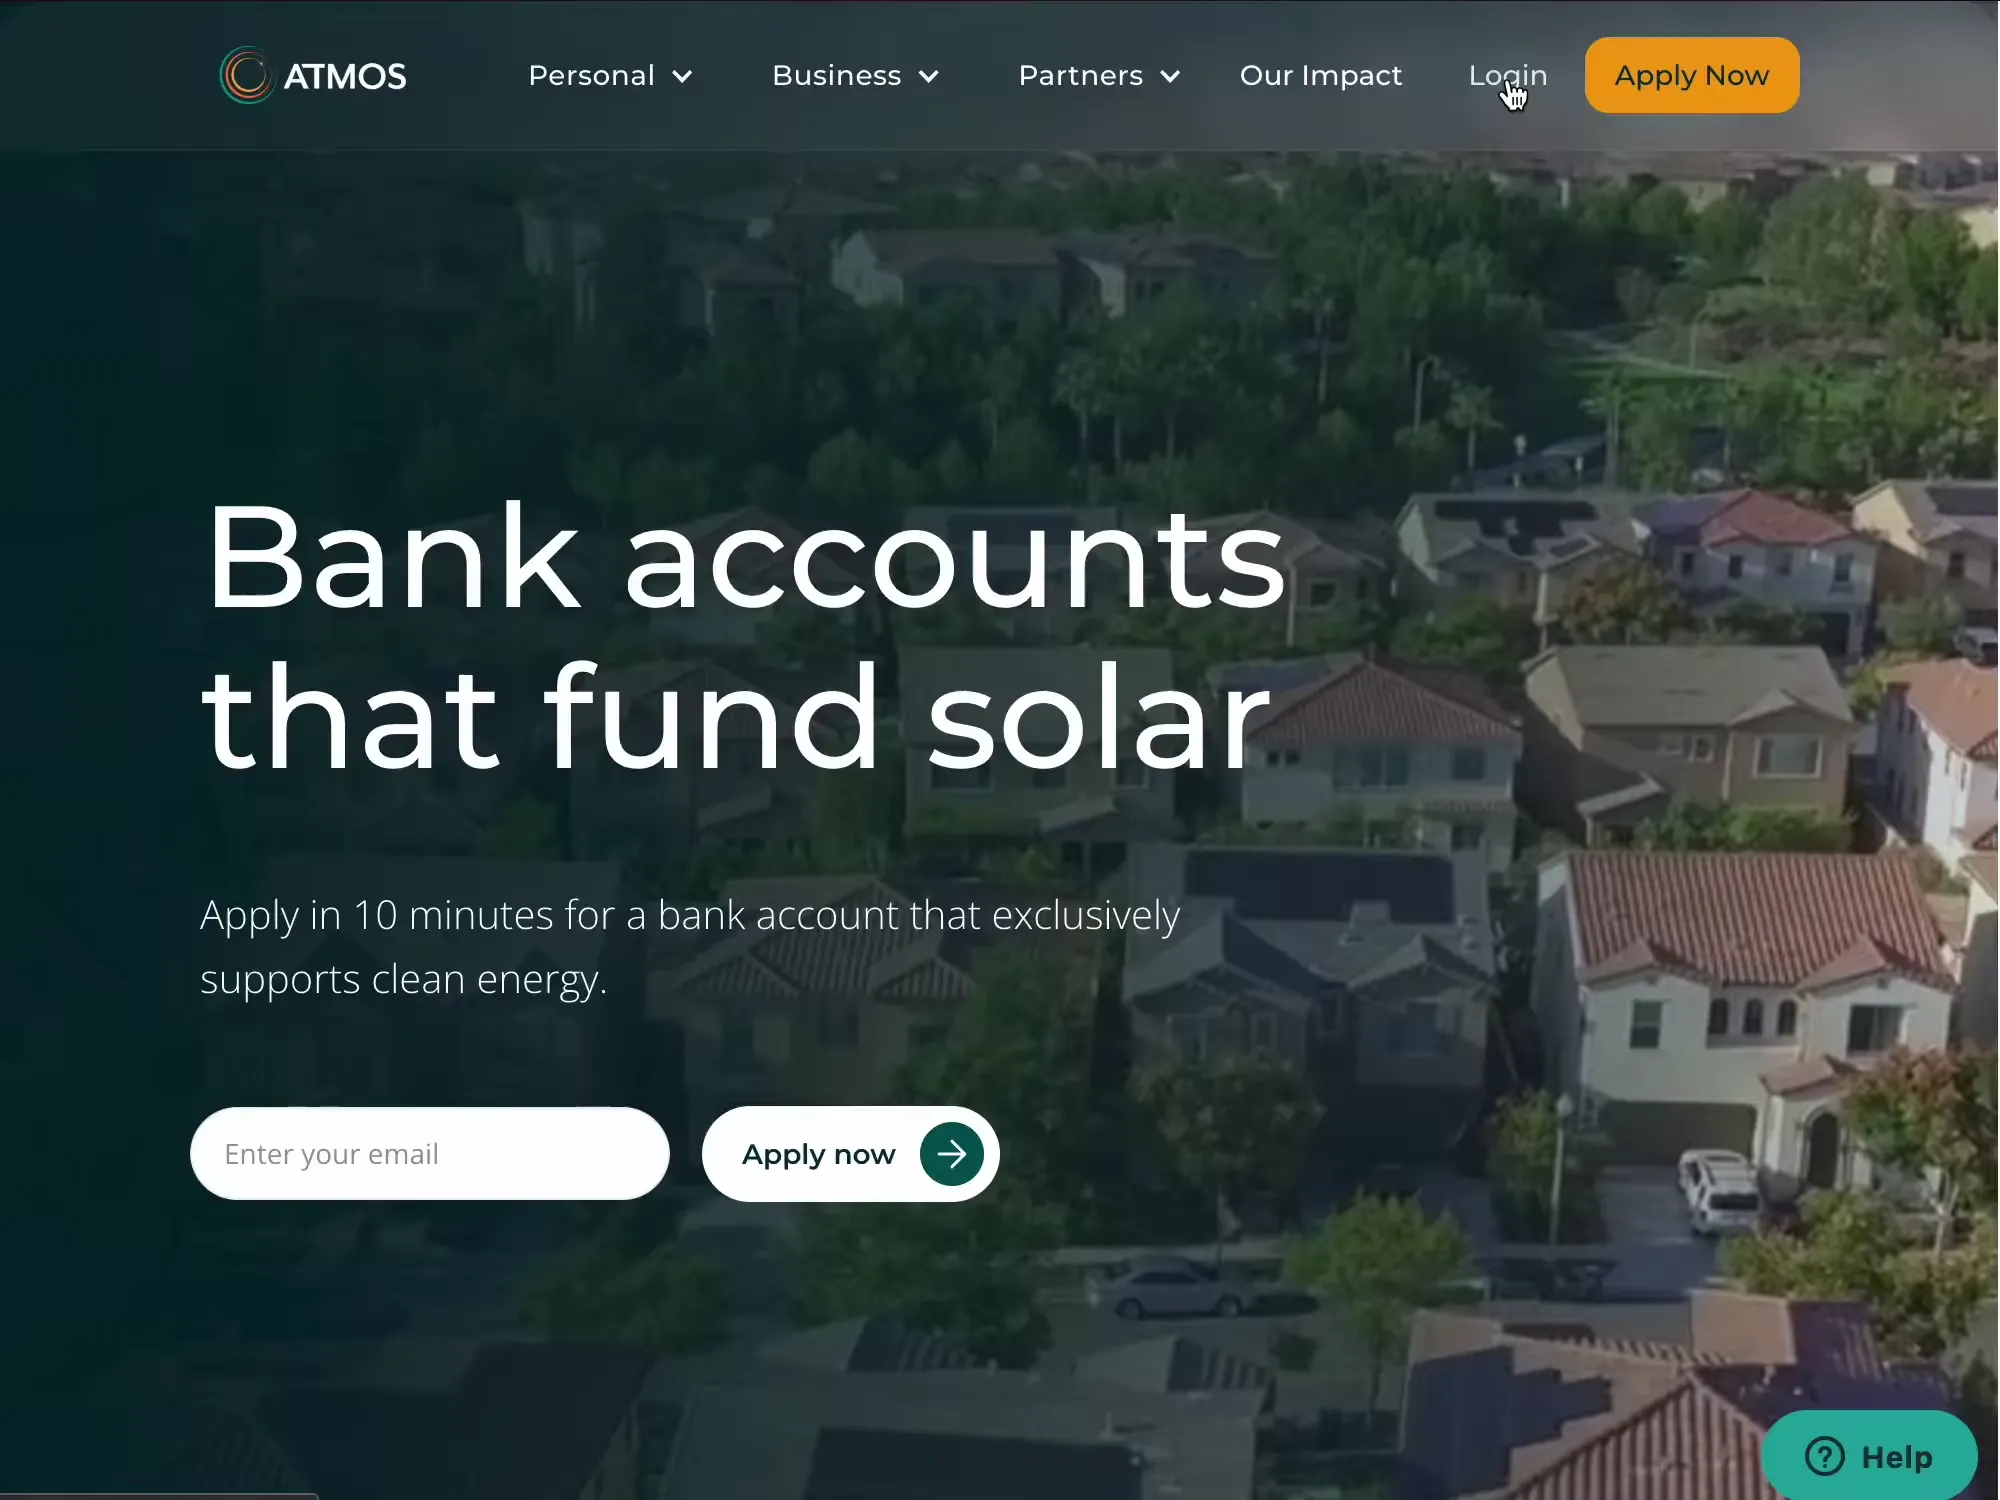 ATMOS
Personal
Business
Partners
Our Impact
Login
Apply Now
Bank accounts
that fund solar
Apply in 10 minutes for a bank account that exclusively
supports clean energy.
Enter your email
Apply now
? Help